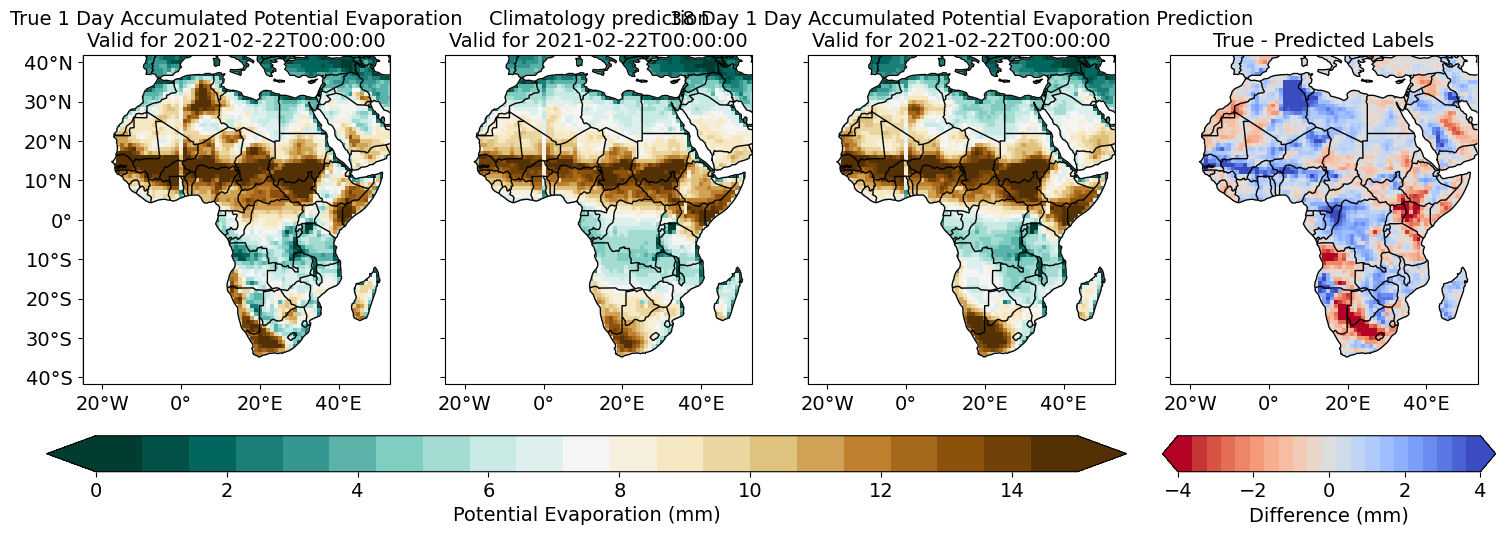 True 1 Day Accumulated Potential Evaporation
Valid for 2021-02-22T00:00:00
Climatology prediction
Valid for 2021-02-22T00:00:00
38 Day 1 Day Accumulated Potential Evaporation Prediction
Valid for 2021-02-22T00:00:00
True - Predicted Labels
40°N
30°N
20°N
10°N
0°
10°S
20°S
30°S
40°S
20°W 0° 20°E 40°E
20°W 0° 20°E 40°E
20°W 0° 20°E 40°E
20°W 0° 20°E 40°E
0 2 4 6 8 10 12 14
Potential Evaporation (mm)
−4 −2 0 2 4
Difference (mm)